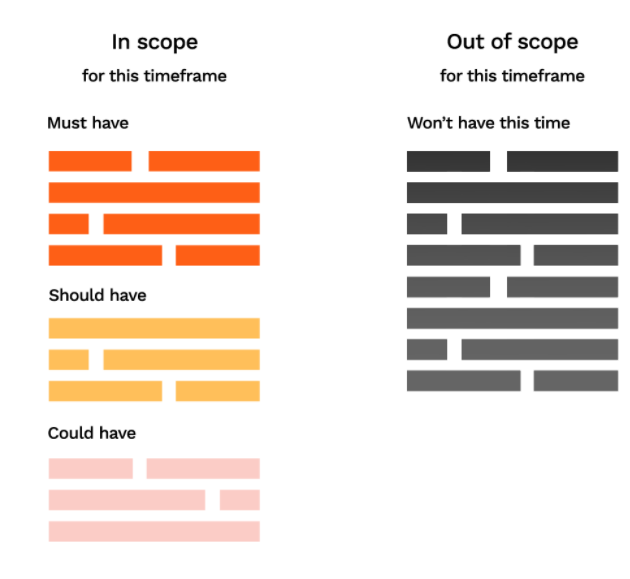 In scope
for this timeframe
Must have
Should have
Could have
Out of scope
for this timeframe
Won’t have this time